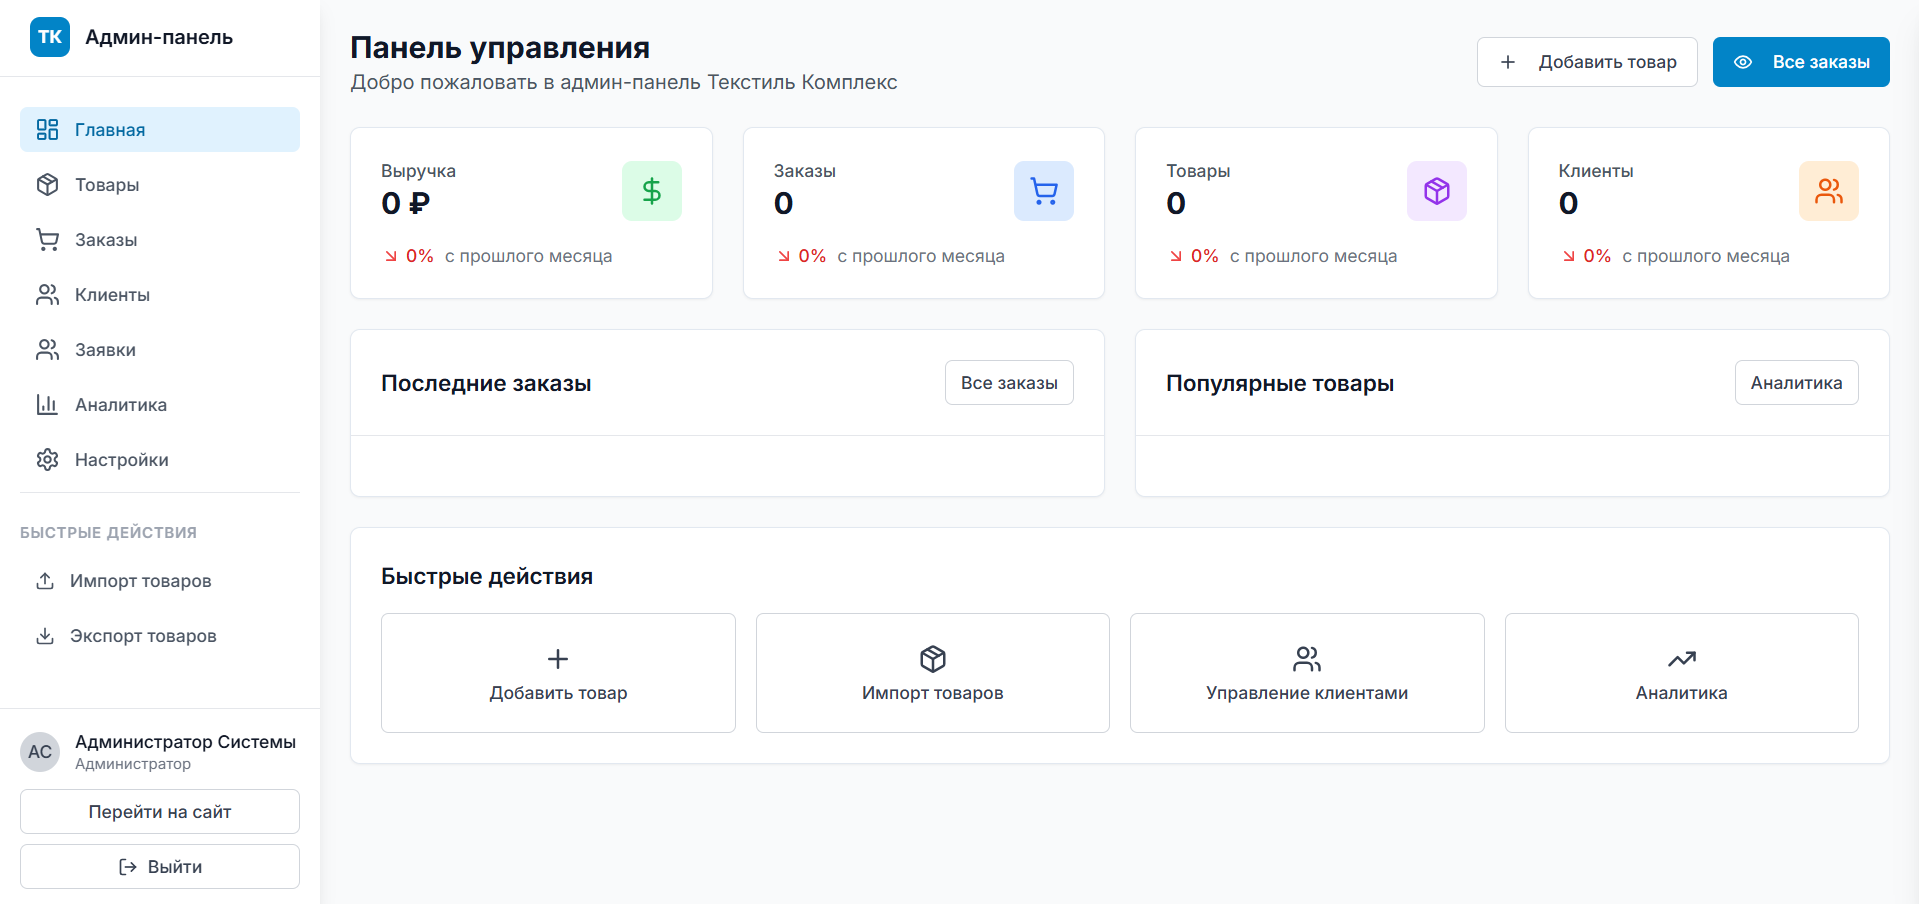 ТК
Админ-панель
Главная
Товары
Заказы
Клиенты
Заявки
Аналитика
Настройки
БЫСТРЫЕ ДЕЙСТВИЯ
Импорт товаров
Экспорт товаров
АС
Администратор Системы
Администратор
Перейти на сайт
Выйти
Панель управления
Добро пожаловать в админ-панель Текстиль Комплекс
Добавить товар
Все заказы
Выручка
0 ₽
0% с прошлого месяца
Заказы
0
0% с прошлого месяца
Товары
0
0% с прошлого месяца
Клиенты
0
0% с прошлого месяца
Последние заказы
Все заказы
Популярные товары
Аналитика
Быстрые действия
Добавить товар
Импорт товаров
Управление клиентами
Аналитика